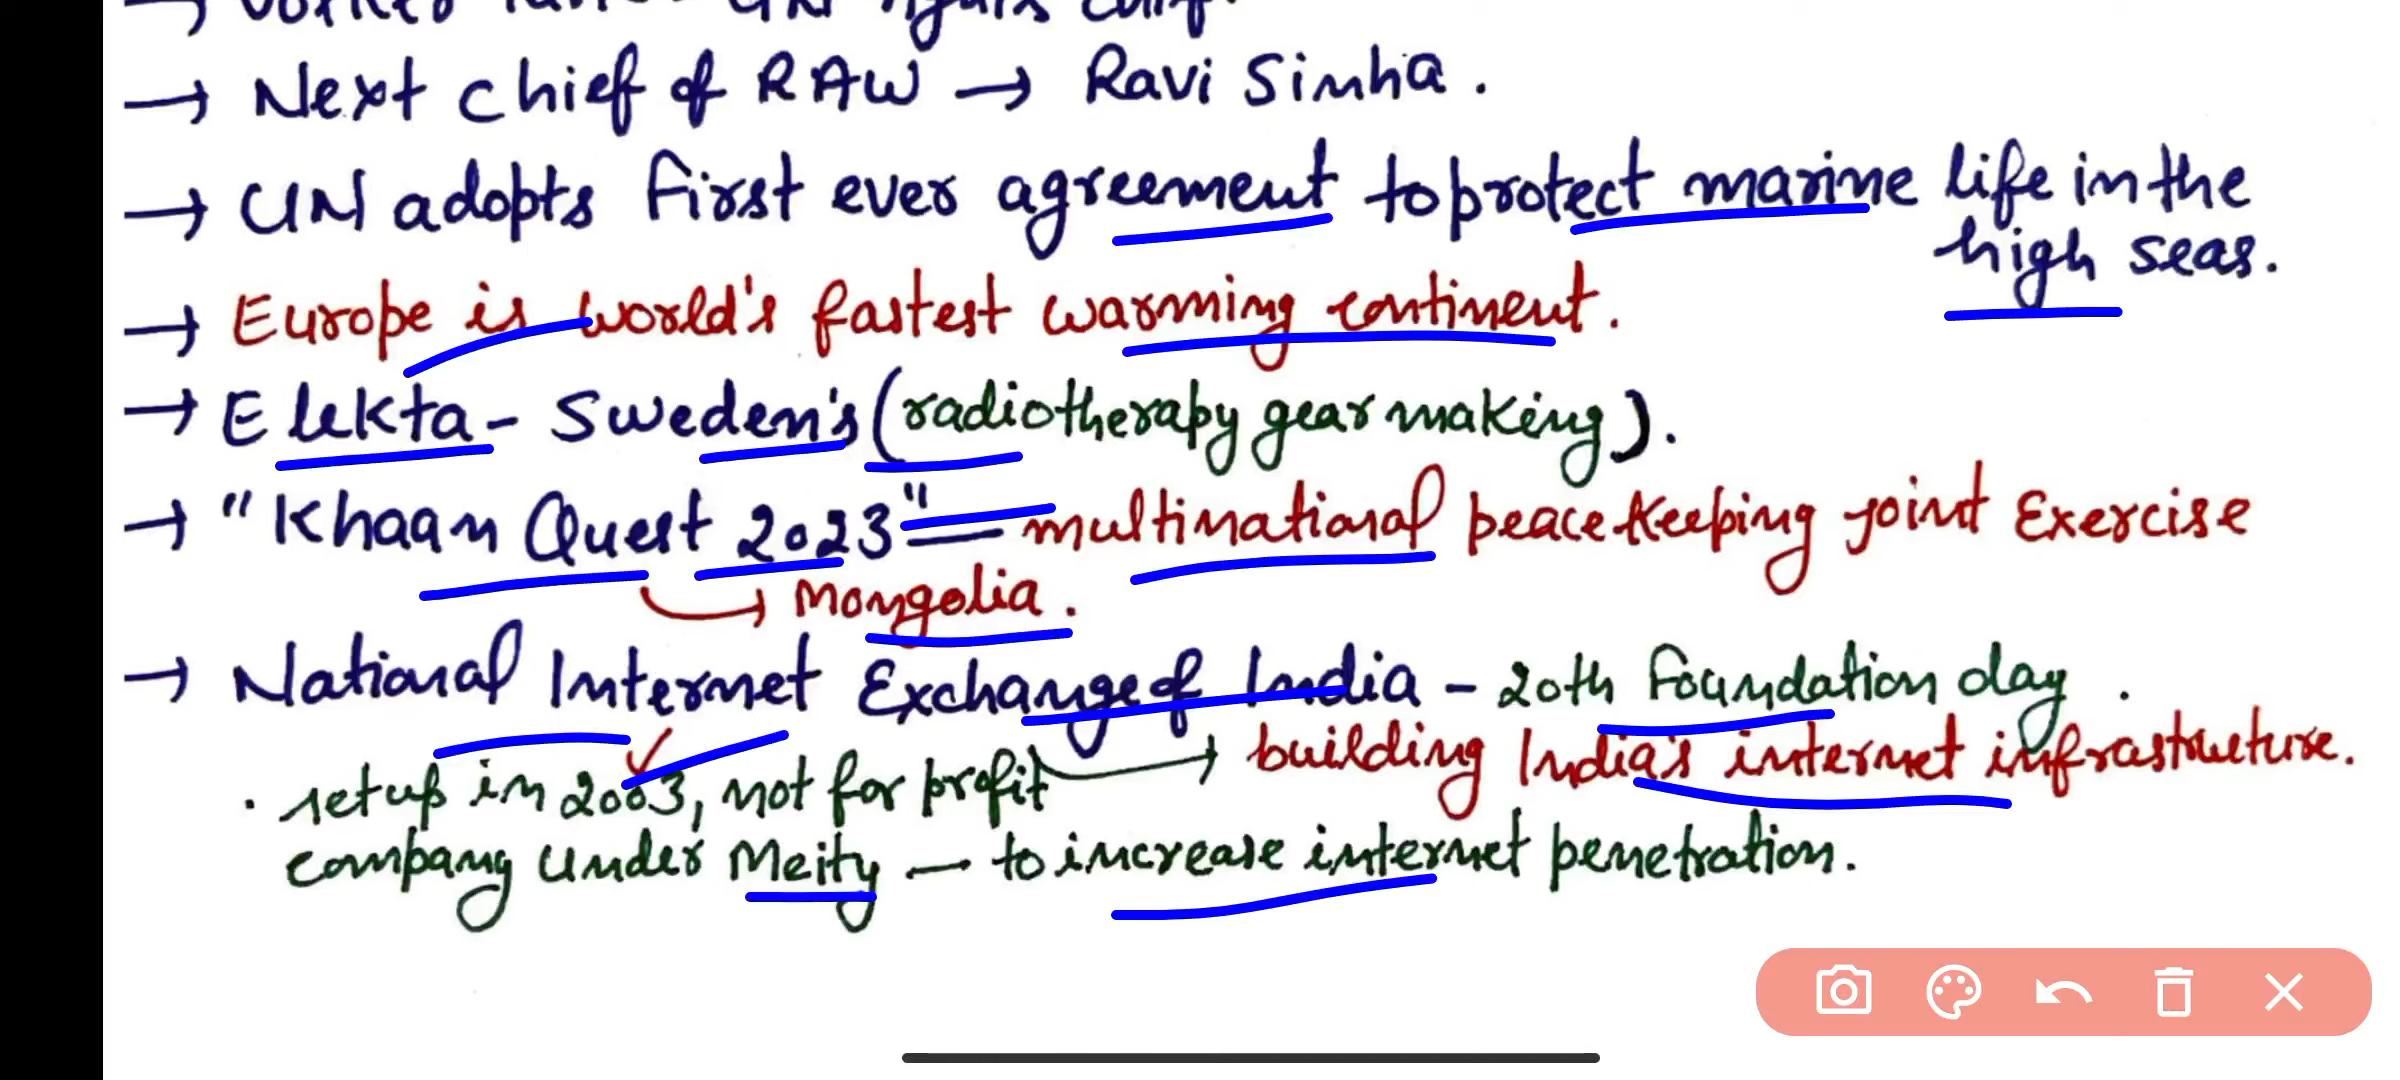 → Next chief of RAW → Ravi Sinha.
→ UN adopts first ever agreement to protect marine life in the
high seas.
→ Europe is world's fastest warming continent.
→ Elekta - Sweden's (radiotherapy gear making).
→ "Khaan Quest 2023" = multinational peace keeping joint Exercise
→ Mongolia.
→ National Internet Exchange of India - 20th foundation day.
· setup in 2003, not for profit → building India's internet infrastructure.
company under Meity - to increase internet penetration.